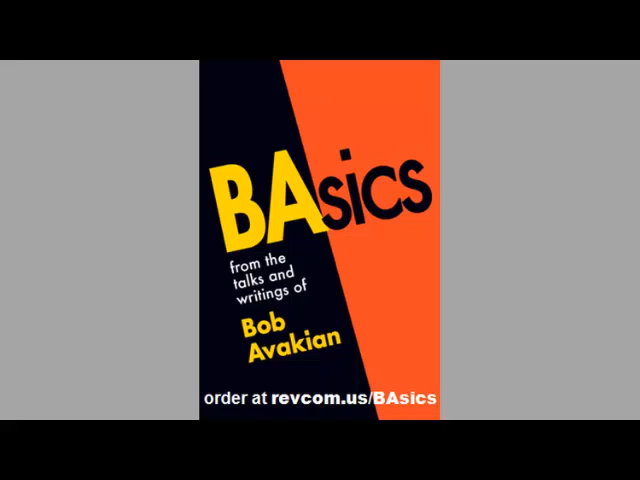 BAsics
from the
talks and
writings of
Bob
Avakian
order at revcom.us/BAsics